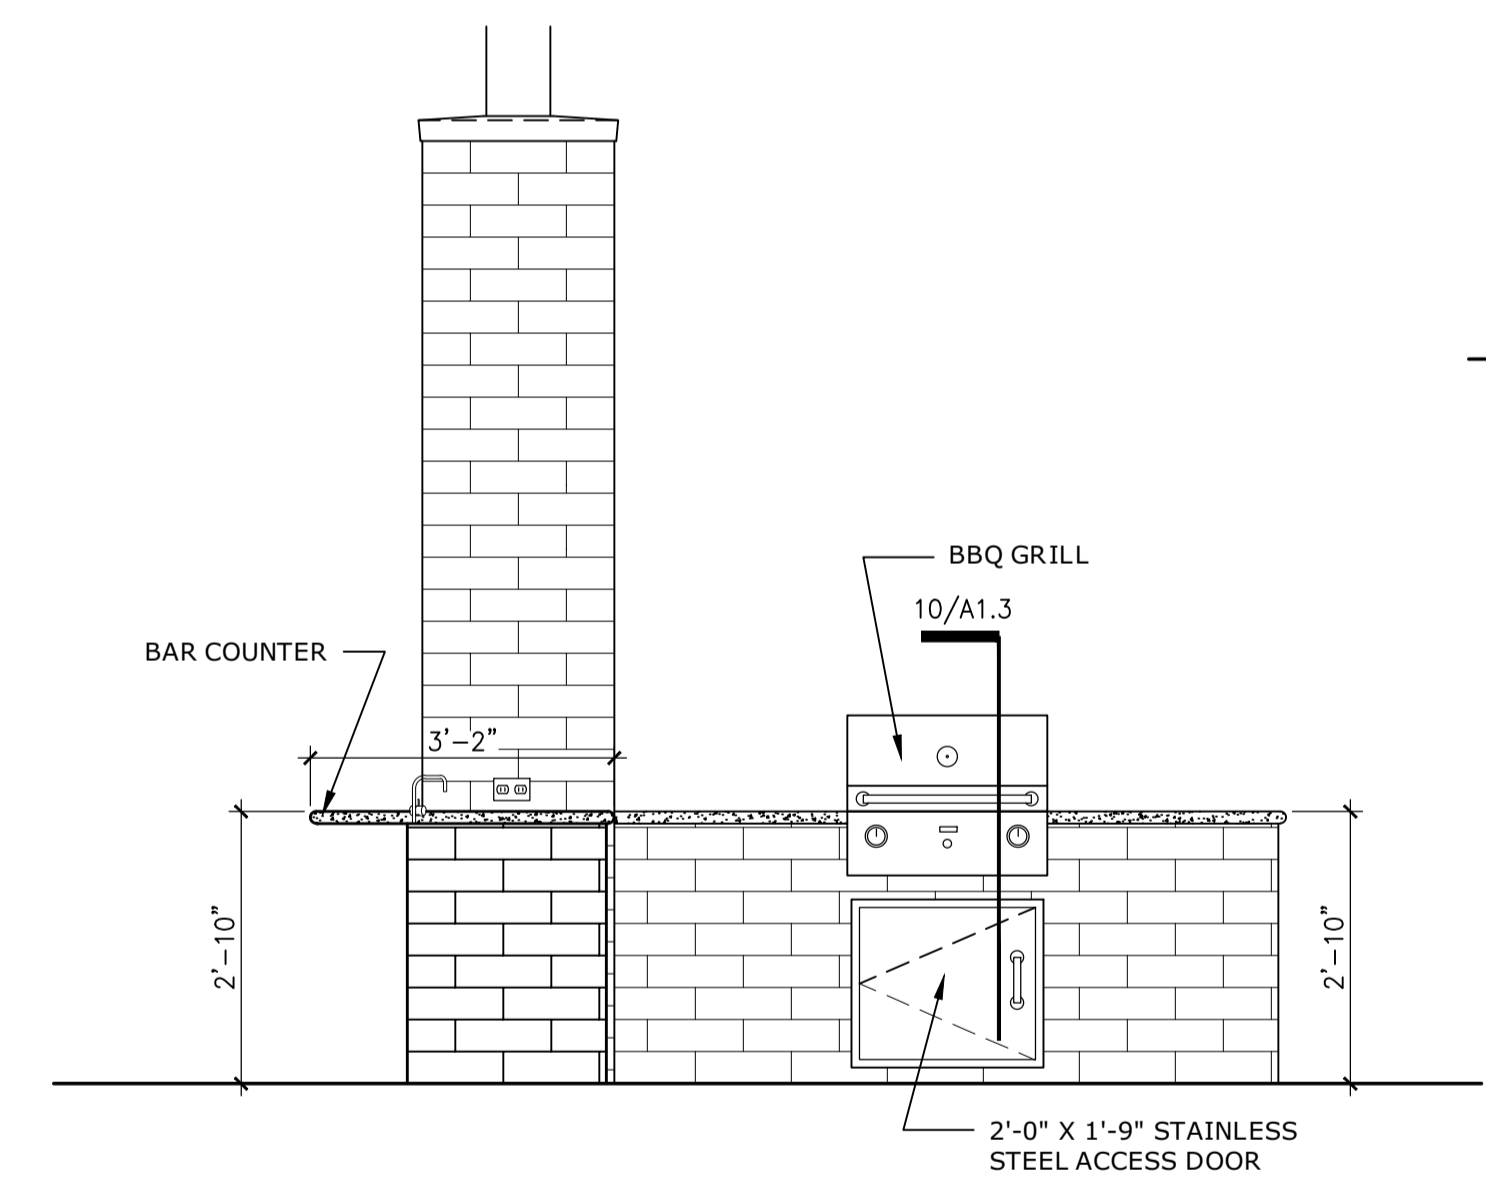 BBQ GRILL
10/A1.3
BAR COUNTER
3’-2”
2’-10”
2’-10”
2'-0" X 1'-9" STAINLESS
STEEL ACCESS DOOR